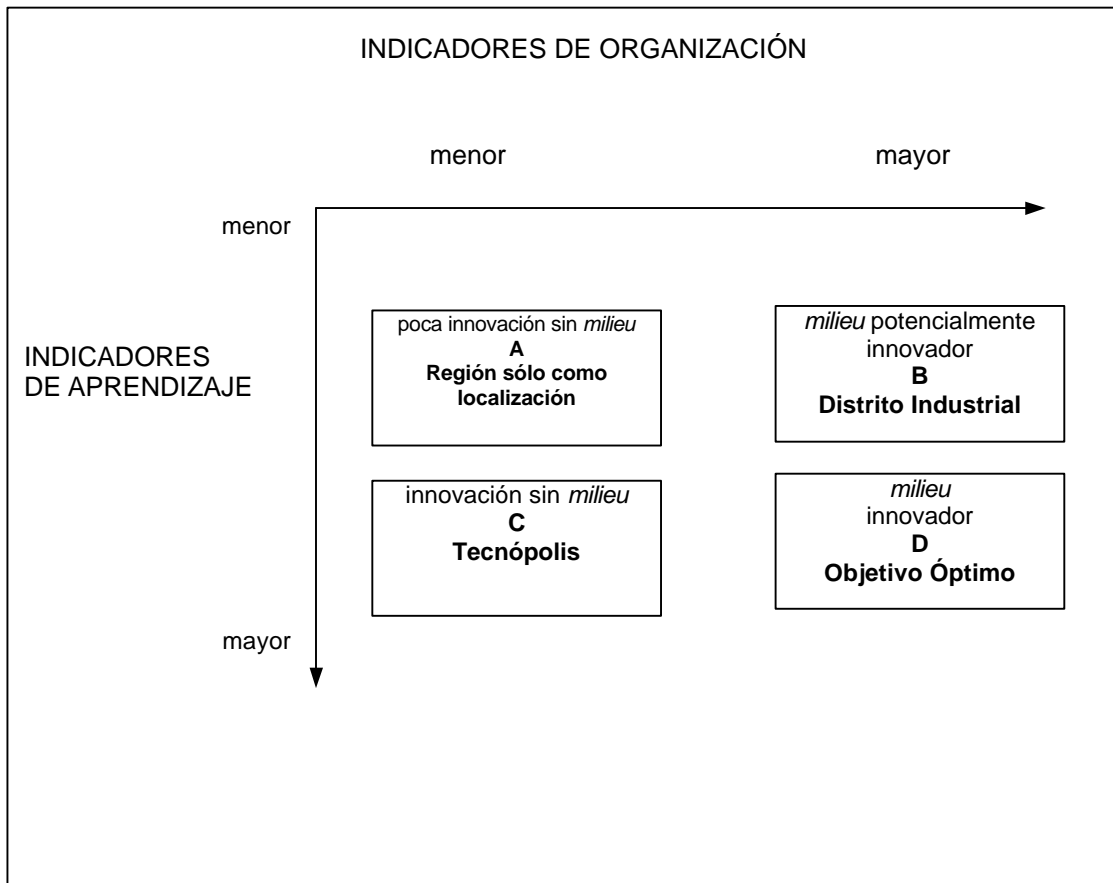 INDICADORES DE ORGANIZACIÓN
menor
mayor
menor
INDICADORES
DE APRENDIZAJE
poca innovación sin milieu
A
Región sólo como
localización
milieu potencialmente
innovador
B
Distrito Industrial
innovación sin milieu
C
Tecnópolis
milieu
innovador
D
Objetivo Óptimo
mayor